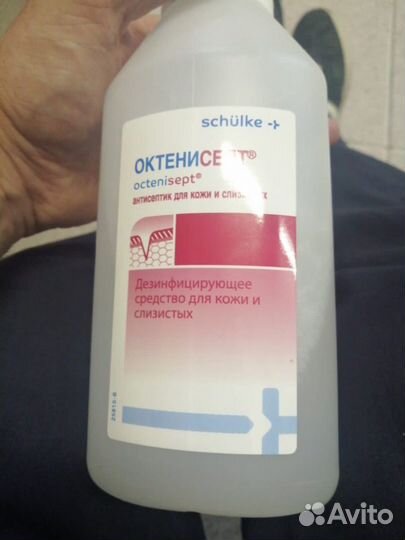 schülke
ОКТЕНИСЕПТ®
octenisept®
антисептик для кожи и слизистых
Дезинфицирующее
средство для кожи и
слизистых
Avito